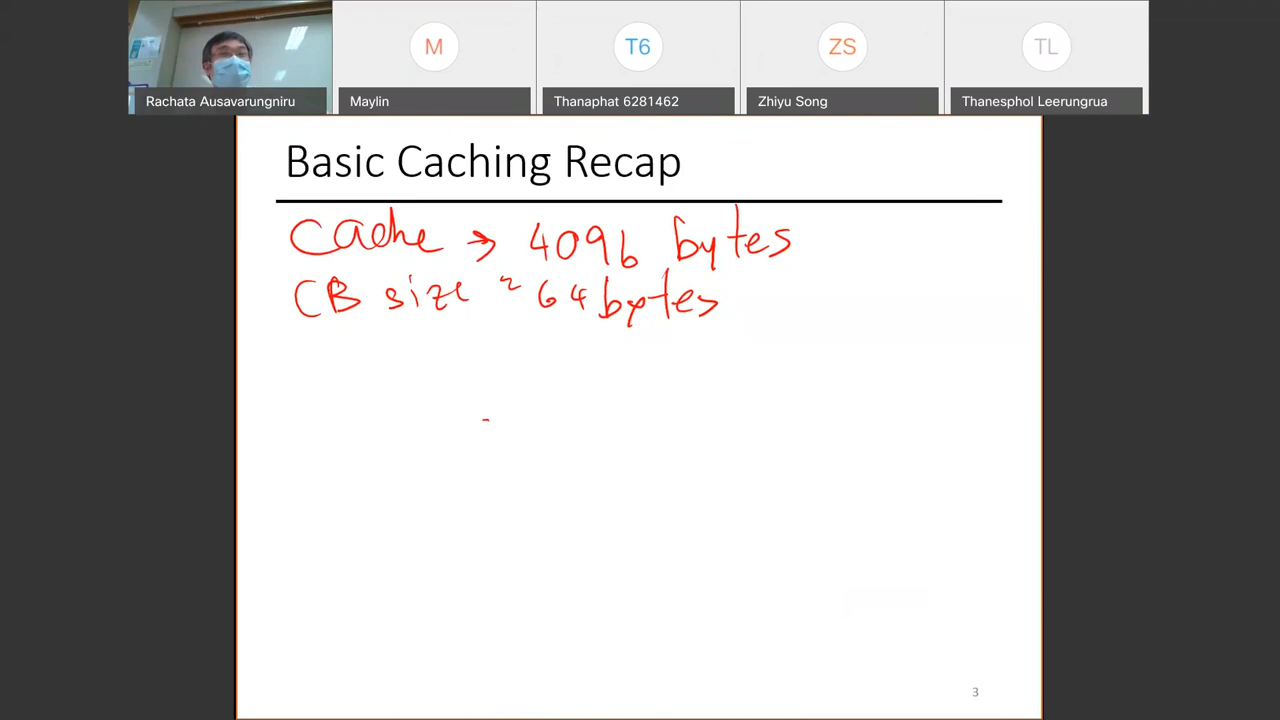 M
T6
ZS
TL
Rachata Ausavarungniru
Maylin
Thanaphat 6281462
Zhiyu Song
Thanesphol Leerungrua
Basic Caching Recap
Cache → 4096 bytes
CB size = 64 bytes
3